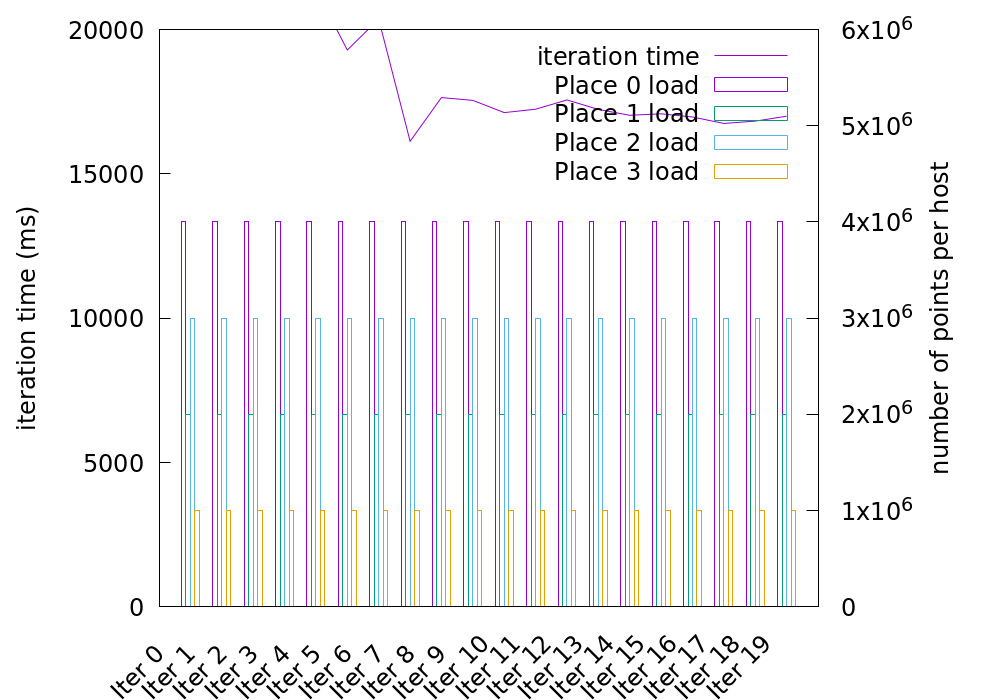 20000
15000
10000
5000
0
iteration time (ms)
6x10⁶
5x10⁶
4x10⁶
3x10⁶
2x10⁶
1x10⁶
0
number of points per host
iteration time
Place 0 load
Place 1 load
Place 2 load
Place 3 load
Iter 0
Iter 1
Iter 2
Iter 3
Iter 4
Iter 5
Iter 6
Iter 7
Iter 8
Iter 9
Iter 10
Iter 11
Iter 12
Iter 13
Iter 14
Iter 15
Iter 16
Iter 17
Iter 18
Iter 19